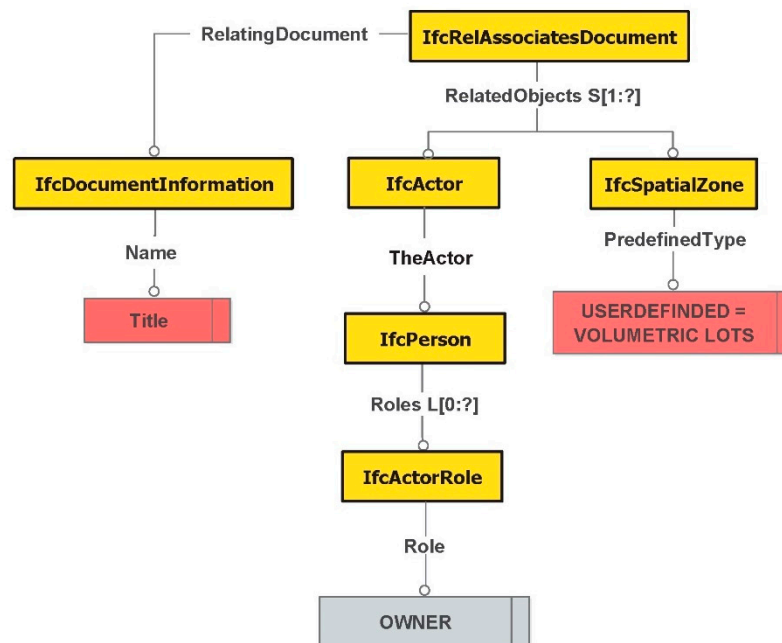 RelatingDocument
IfcRelAssociatesDocument
RelatedObjects S[1:?]
IfcDocumentInformation
IfcActor
IfcSpatialZone
Name
TheActor
PredefinedType
Title
USERDEFINDED =
VOLUMETRIC LOTS
IfcPerson
Roles L[0:?]
IfcActorRole
Role
OWNER